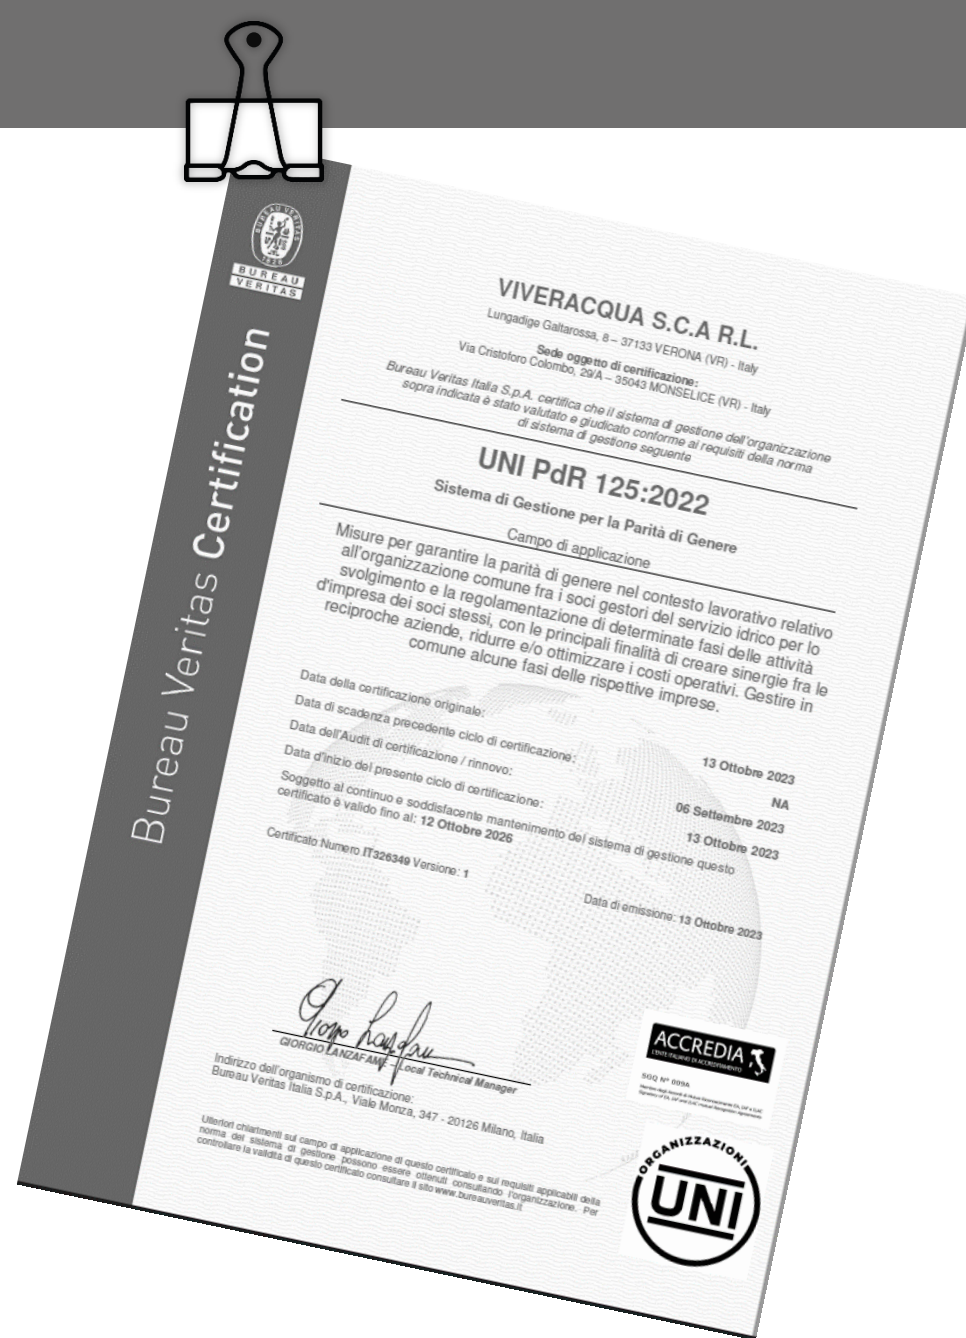 BUREAU VERITAS
1828
BUREAU
VERITAS
Bureau Veritas Certification
VIVERACQUA S.C.A R.L.
Lungadige Galtarossa, 8 – 37133 VERONA (VR) - Italy
Sede oggetto di certificazione:
Via Cristoforo Colombo, 29/A – 35043 MONSELICE (VR) - Italy
Bureau Veritas Italia S.p.A. certifica che il sistema di gestione dell'organizzazione
sopra indicata è stato valutato e giudicato conforme ai requisiti della norma
di sistema di gestione seguente
UNI PdR 125:2022
Sistema di Gestione per la Parità di Genere
Campo di applicazione
Misure per garantire la parità di genere nel contesto lavorativo relativo
all'organizzazione comune fra i soci gestori del servizio idrico per lo
svolgimento e la regolamentazione di determinate fasi delle attività
d'impresa dei soci stessi, con le principali finalità di creare sinergie fra le
reciproche aziende, ridurre e/o ottimizzare i costi operativi. Gestire in
comune alcune fasi delle rispettive imprese.
Data della certificazione originale: 13 Ottobre 2023
Data di scadenza precedente ciclo di certificazione: NA
Data dell'Audit di certificazione / rinnovo: 06 Settembre 2023
Data d'inizio del presente ciclo di certificazione: 13 Ottobre 2023
Soggetto al continuo e soddisfacente mantenimento del sistema di gestione questo
certificato è valido fino al: 12 Ottobre 2026
Certificato Numero IT326349 Versione: 1
Data di emissione: 13 Ottobre 2023
GIORGIO LANZAFAME - Local Technical Manager
Indirizzo dell'organismo di certificazione:
Bureau Veritas Italia S.p.A., Viale Monza, 347 - 20126 Milano, Italia
Ulteriori chiarimenti sul campo di applicazione di questo certificato e sui requisiti applicabili della
norma del sistema di gestione possono essere ottenuti consultando l'organizzazione. Per
controllare la validità di questo certificato consultare il sito www.bureauveritas.it
ACCREDIA
L'ENTE ITALIANO DI ACCREDITAMENTO
SGQ N° 009A
ORGANIZZAZIONI
UNI